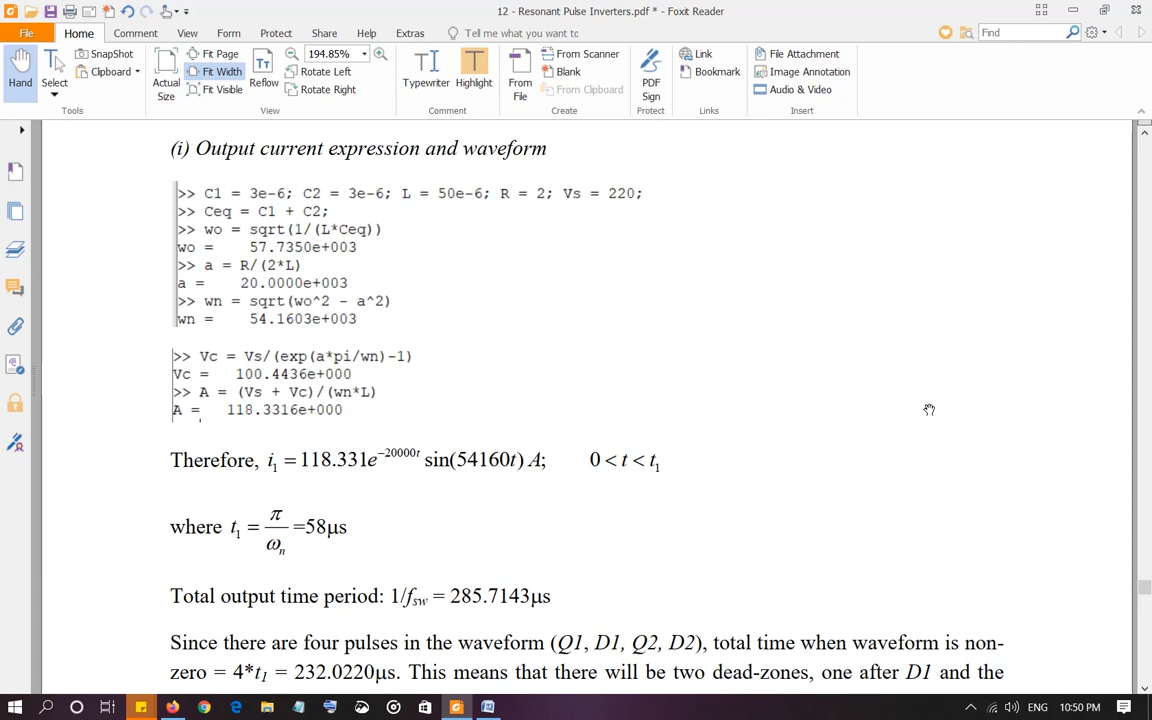 12 - Resonant Pulse Inverters.pdf * - Foxit Reader
File Home Comment View Form Protect Share Help Extras Tell me what you want to Find
Hand
Select
SnapShot
Clipboard
Tools
Actual Size
Fit Page
Fit Width
Fit Visible
Reflow
194.85%
Rotate Left
Rotate Right
View
Typewriter
Highlight
Comment
From File
From Scanner
Blank
From Clipboard
Create
PDF Sign
Protect
Link
Bookmark
Links
File Attachment
Image Annotation
Audio & Video
Insert
(i) Output current expression and waveform
>> C1 = 3e-6; C2 = 3e-6; L = 50e-6; R = 2; Vs = 220;
>> Ceq = C1 + C2;
>> wo = sqrt(1/(L*Ceq))
wo = 57.7350e+003
>> a = R/(2*L)
a = 20.0000e+003
>> wn = sqrt(wo^2 - a^2)
wn = 54.1603e+003
>> Vc = Vs/(exp(a*pi/wn)-1)
Vc = 100.4436e+000
>> A = (Vs + Vc)/(wn*L)
A = 118.3316e+000
Therefore, i₁ = 118.331e^{−20000t} sin(54160t) A; 0 < t < t₁
where t₁ = π/ωₙ =58μs
Total output time period: 1/f_{sw} = 285.7143μs
Since there are four pulses in the waveform (Q1, D1, Q2, D2), total time when waveform is non-
zero = 4*t₁ = 232.0220μs. This means that there will be two dead-zones, one after D1 and the
ENG 10:50 PM